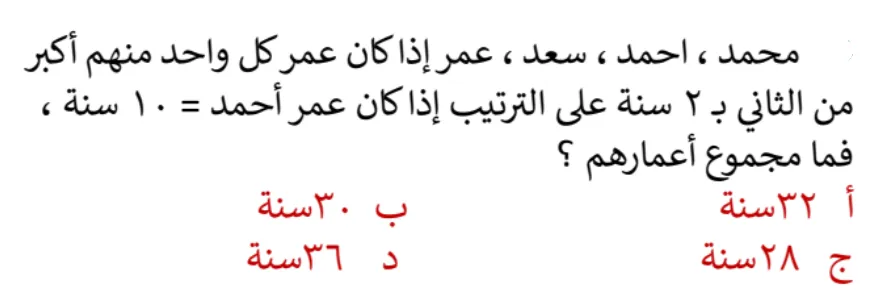 محمد ، احمد ، سعد ، عمر إذا كان عمر كل واحد منهم أكبر
من الثاني بـ ٢ سنة على الترتيب إذا كان عمر أحمد = ١٠ سنة ،
فما مجموع أعمارهم ؟
أ ٣٢سنة ب ٣٠سنة
ج ٢٨سنة د ٣٦سنة